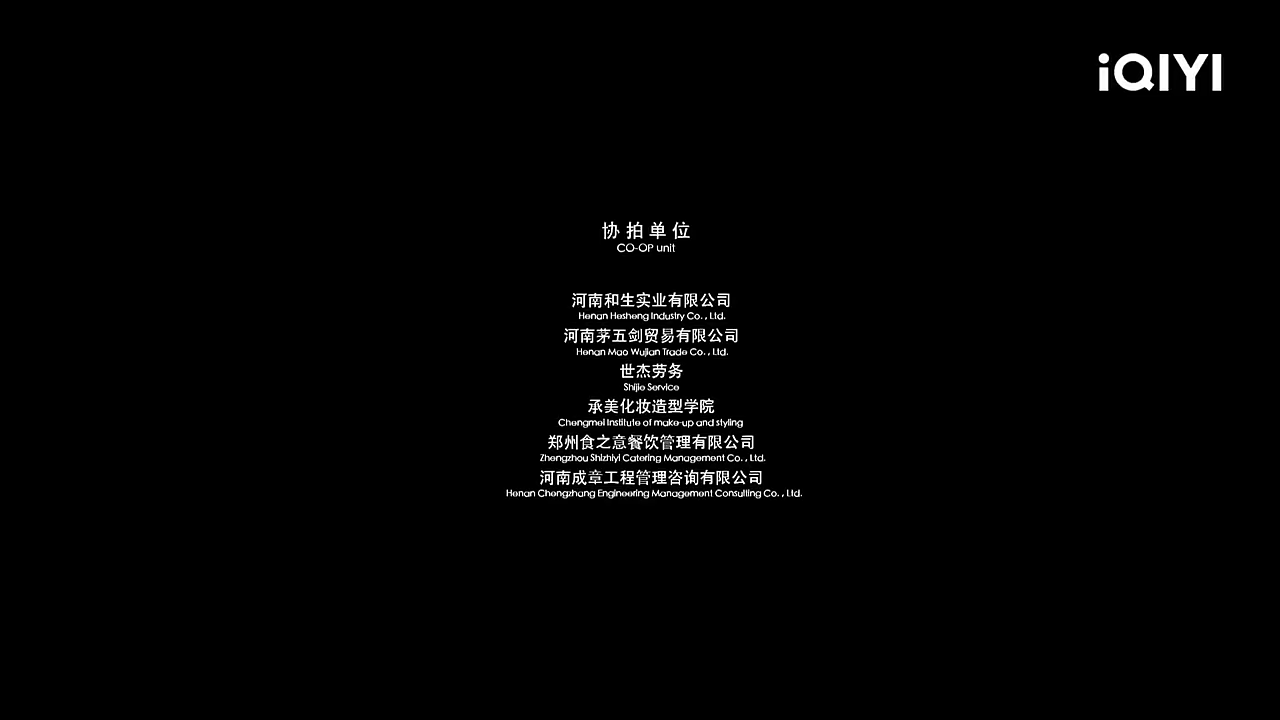 iQIYI
协拍单位
CO-OP unit
河南和生实业有限公司
Henan Hesheng Industry Co. , Ltd.
河南茅五剑贸易有限公司
Henan Mao Wujian Trade Co. , Ltd.
世杰劳务
Shijie Service
承美化妆造型学院
Chengmei Institute of make-up and styling
郑州食之意餐饮管理有限公司
Zhengzhou Shizhiyi Catering Management Co. , Ltd.
河南成章工程管理咨询有限公司
Henan Chengzhang Engineering Management Consulting Co. , Ltd.